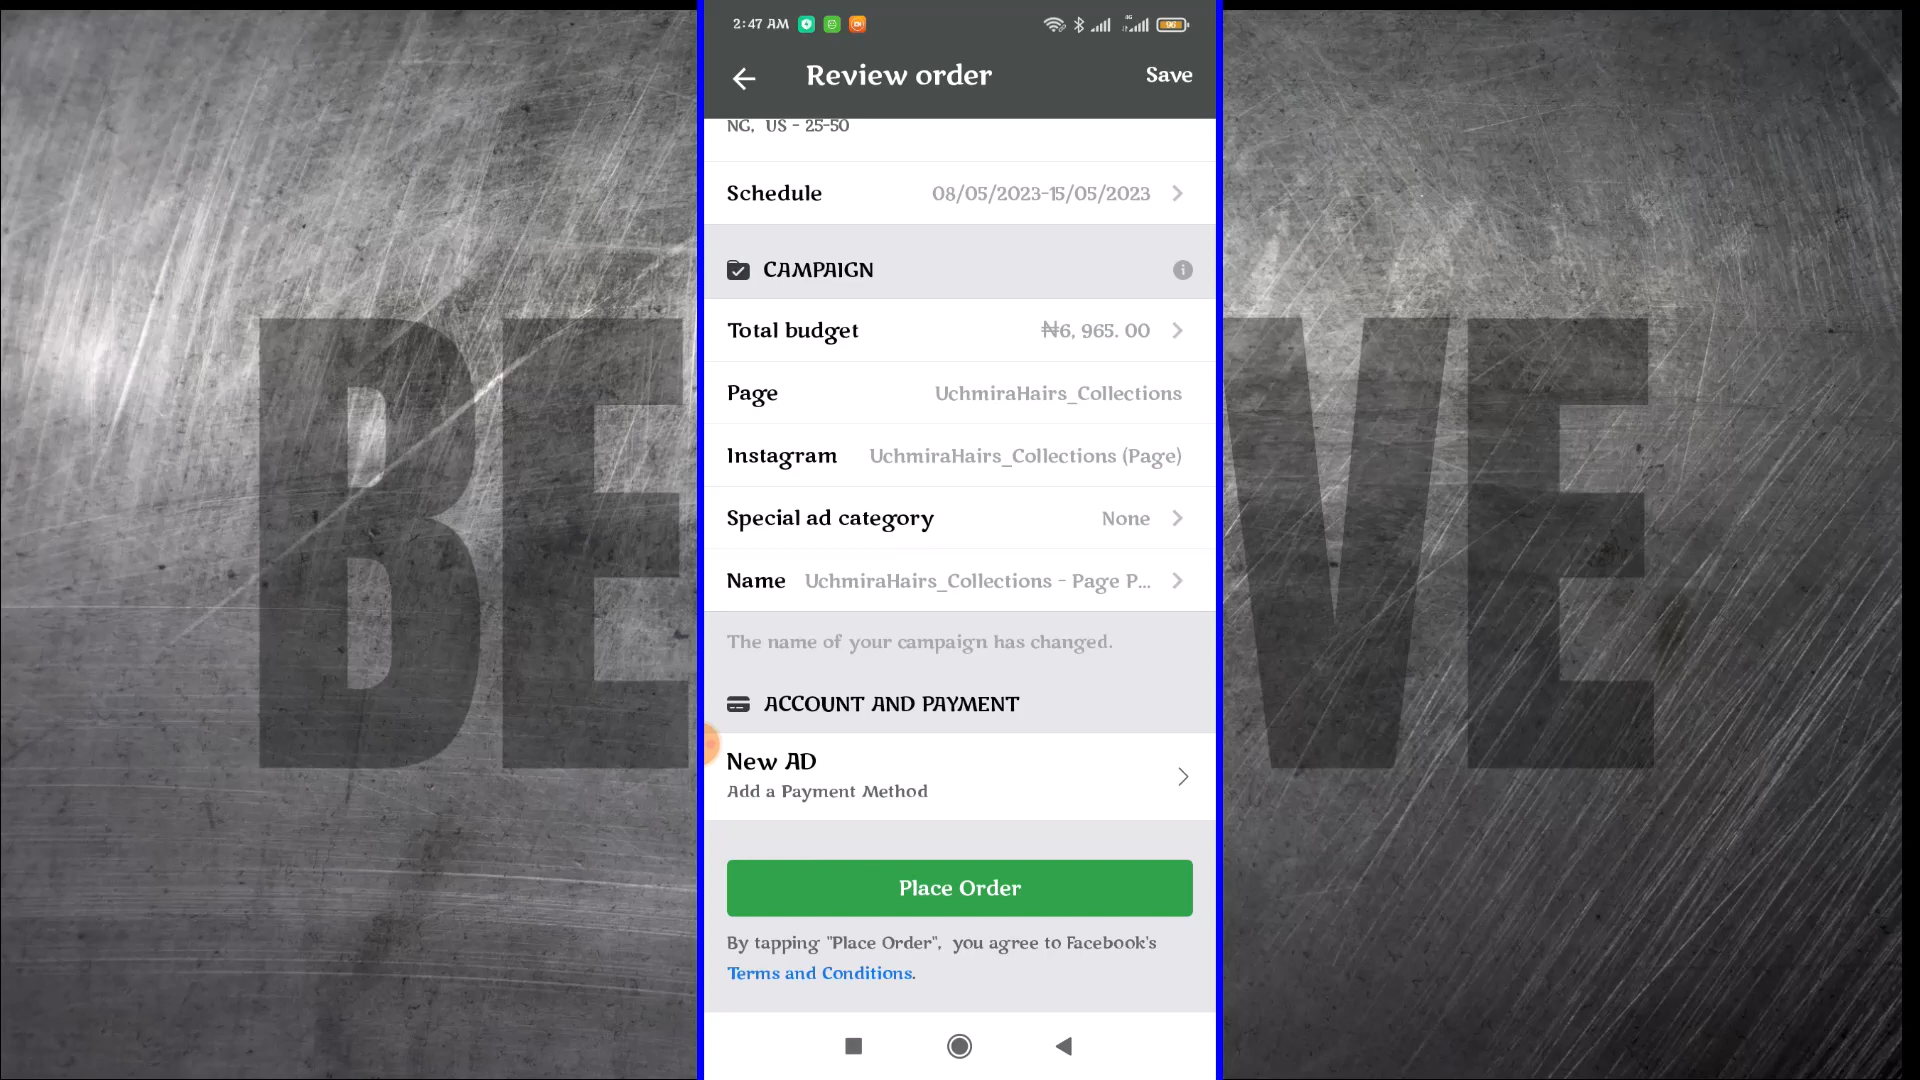 2:47 AM
96
Review order
Save
NG, US - 25-50
Schedule
08/05/2023-15/05/2023
CAMPAIGN
Total budget
₦6, 965. 00
Page
UchmiraHairs_Collections
Instagram
UchmiraHairs_Collections (Page)
Special ad category
None
Name
UchmiraHairs_Collections - Page P...
The name of your campaign has changed.
ACCOUNT AND PAYMENT
New AD
Add a Payment Method
Place Order
By tapping "Place Order", you agree to Facebook's
Terms and Conditions.
BE
VE